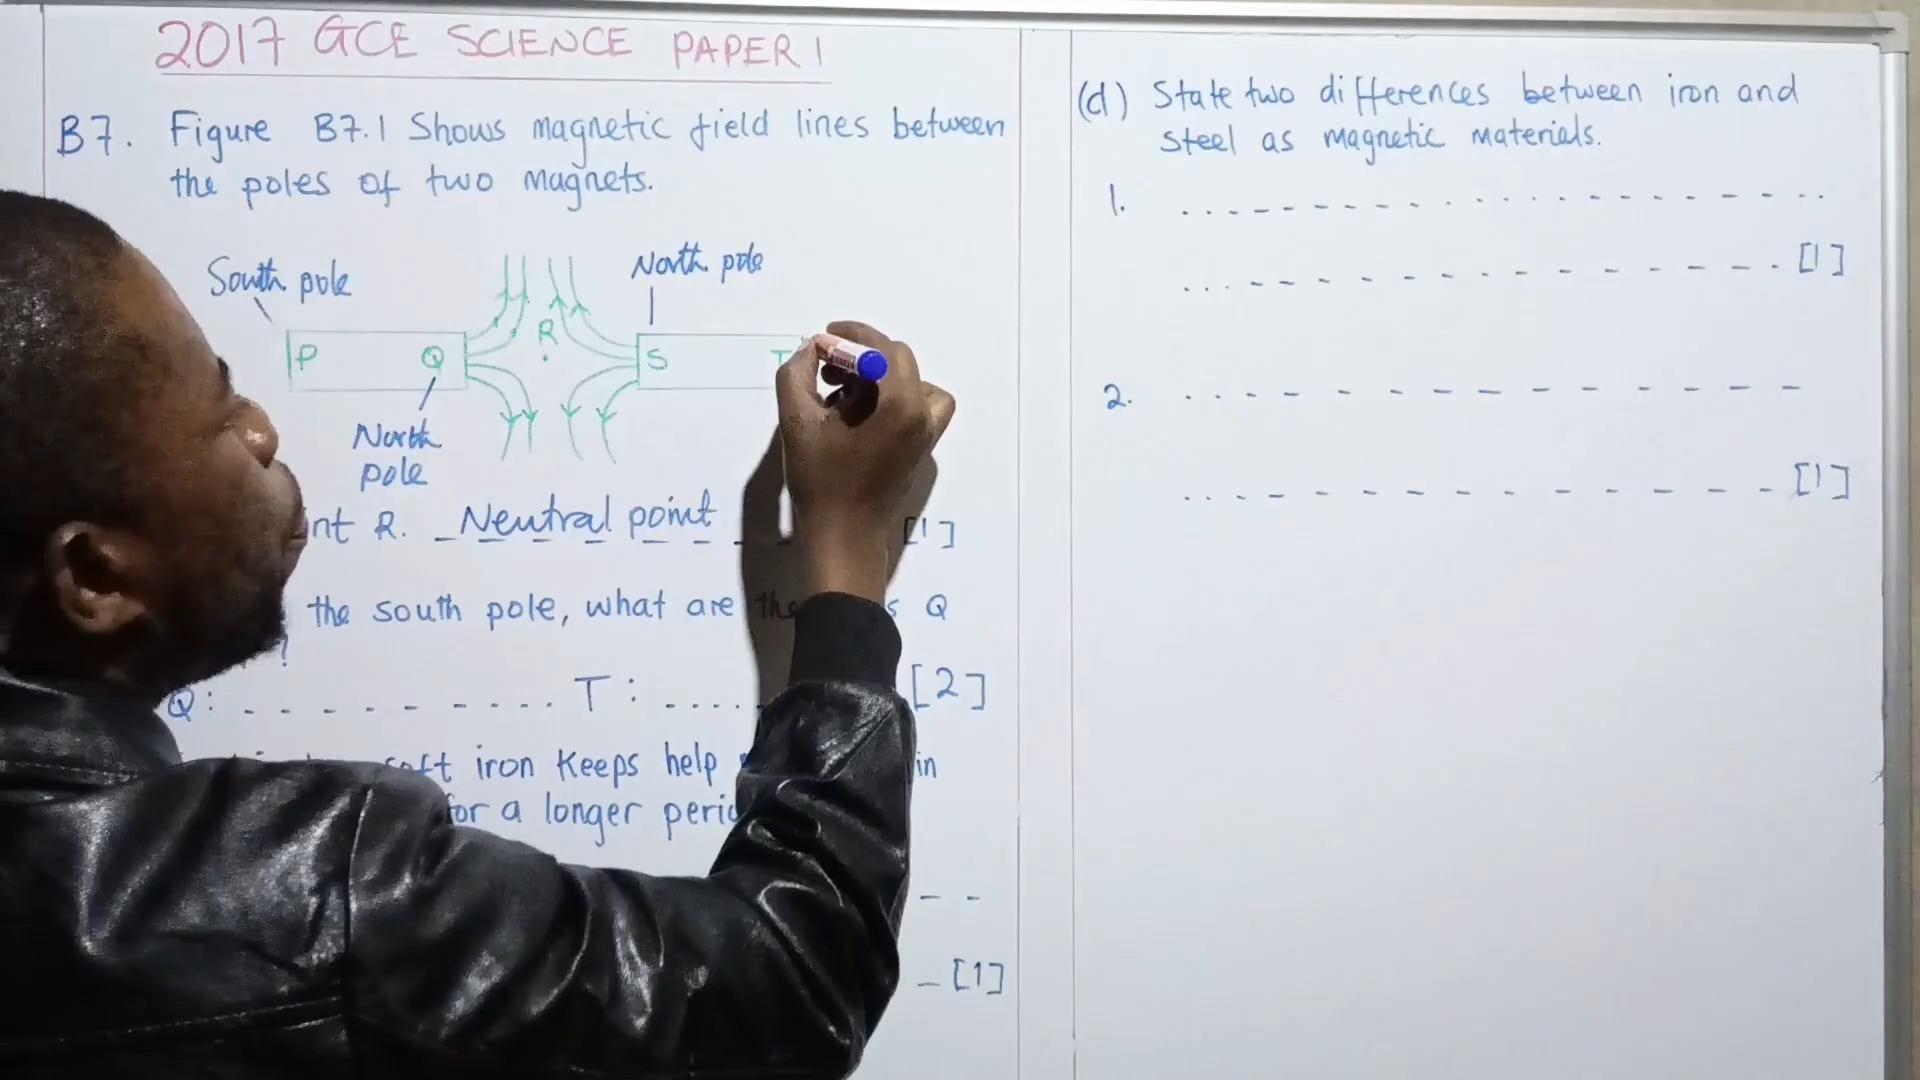 2017 GCE SCIENCE PAPER 1
B7. Figure B7.1 Shows magnetic field lines between
the poles of two magnets.
South pole
North pole
P Q R S T
North
pole
R. Neutral point [1]
the south pole, what are the Q
?
Q: T: [2]
soft iron Keeps help in
for a longer
[1]
(d) State two differences between iron and
steel as magnetic materials.
1.
[1]
2.
[1]